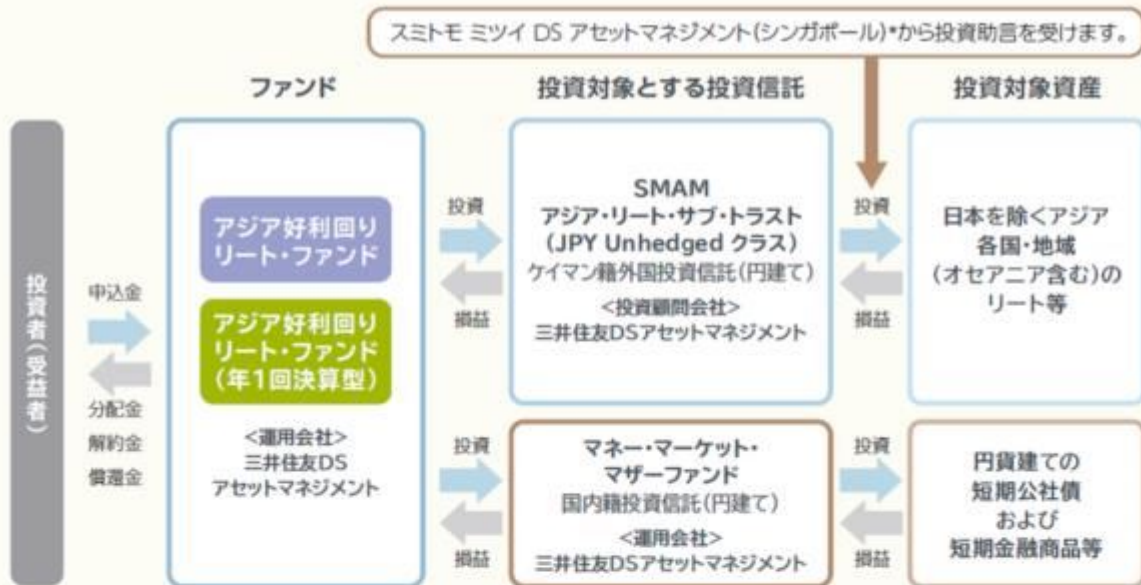 スミトモ ミツイ DS アセットマネジメント(シンガポール)*から投資助言を受けます。
ファンド
投資対象とする投資信託
投資対象資産
投資者(受益者)
申込金
分配金
解約金
償還金
アジア好利回り
リート・ファンド
アジア好利回り
リート・ファンド
(年1回決算型)
<運用会社>
三井住友DS
アセットマネジメント
投資
損益
SMAM
アジア・リート・サブ・トラスト
(JPY Unhedged クラス)
ケイマン籍外国投資信託(円建て)
<投資顧問会社>
三井住友DSアセットマネジメント
投資
損益
日本を除くアジア
各国・地域
(オセアニア含む)の
リート等
投資
損益
マネー・マーケット・
マザーファンド
国内籍投資信託(円建て)
<運用会社>
三井住友DSアセットマネジメント
投資
損益
円貨建ての
短期公社債
および
短期金融商品等